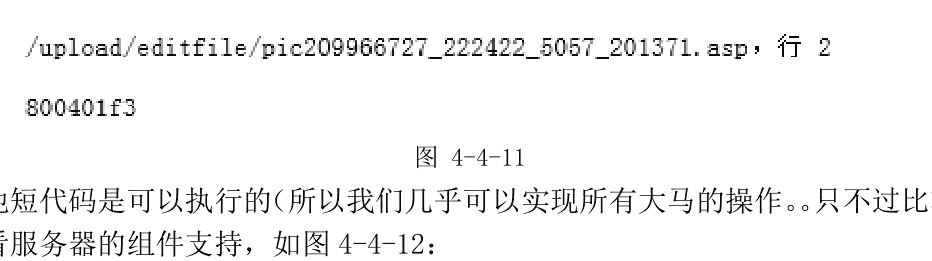 /upload/editfile/pic209966727_222422_5057_201371.asp，行 2
800401f3
图 4-4-11
短代码是可以执行的（所以我们几乎可以实现所有大马的操作。。只不过比
服务器的组件支持，如图 4-4-12：